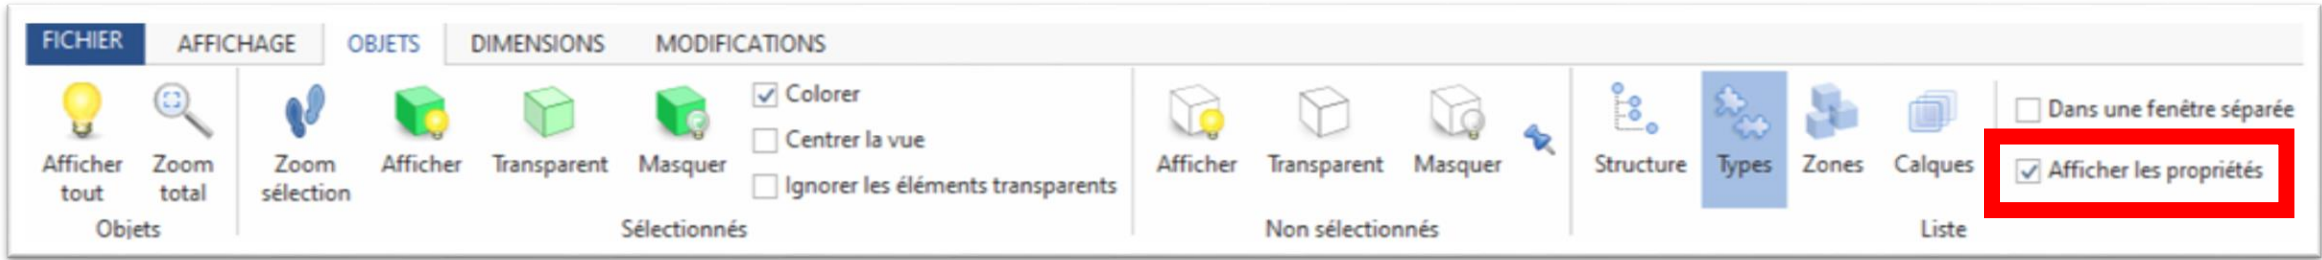 FICHIER AFFICHAGE OBJETS DIMENSIONS MODIFICATIONS
Afficher
tout
Zoom
total
Objets
Zoom
sélection
Afficher
Transparent
Masquer
Colorer
Centrer la vue
Ignorer les éléments transparents
Sélectionnés
Afficher
Transparent
Masquer
Non sélectionnés
Structure
Types
Zones
Calques
Dans une fenêtre séparée
Afficher les propriétés
Liste